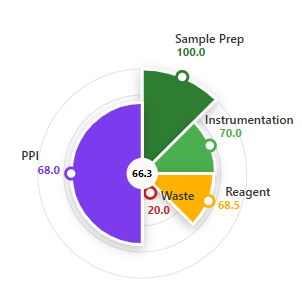 Sample Prep
100.0
Instrumentation
70.0
PPI
68.0
66.3
Waste
20.0
Reagent
68.5